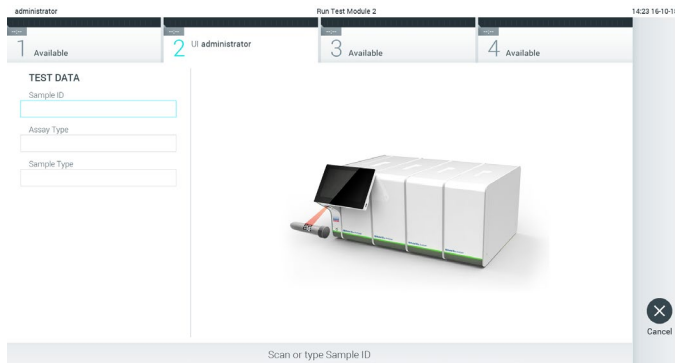 administrator
Run Test Module 2
14:23 16-10-18
--:--
1 Available
--:--
2 UI administrator
--:--
3 Available
--:--
4 Available
TEST DATA
Sample ID
Assay Type
Sample Type
Cancel
Scan or type Sample ID